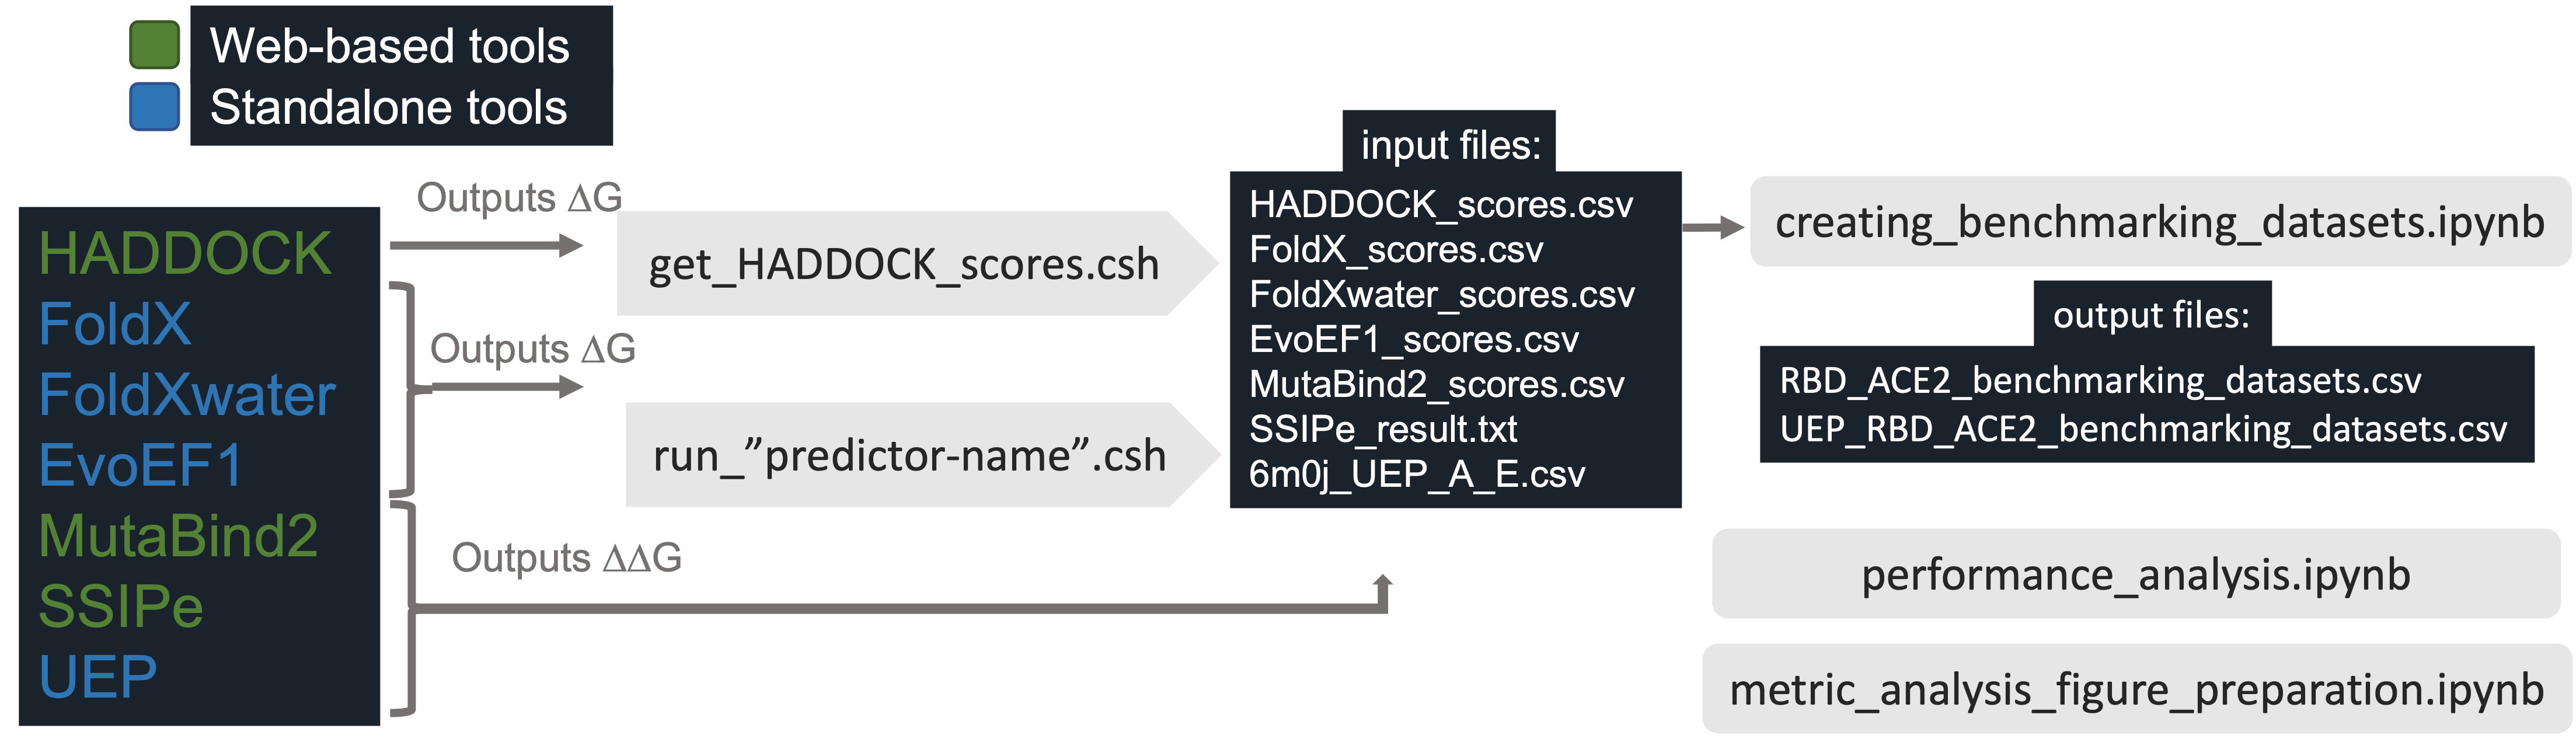 Web-based tools
Standalone tools
HADDOCK
FoldX
FoldXwater
EvoEF1
MutaBind2
SSIPe
UEP
Outputs ΔG
Outputs ΔG
Outputs ΔΔG
get_HADDOCK_scores.csh
run_”predictor-name”.csh
input files:
HADDOCK_scores.csv
FoldX_scores.csv
FoldXwater_scores.csv
EvoEF1_scores.csv
MutaBind2_scores.csv
SSIPe_result.txt
6m0j_UEP_A_E.csv
creating_benchmarking_datasets.ipynb
output files:
RBD_ACE2_benchmarking_datasets.csv
UEP_RBD_ACE2_benchmarking_datasets.csv
performance_analysis.ipynb
metric_analysis_figure_preparation.ipynb